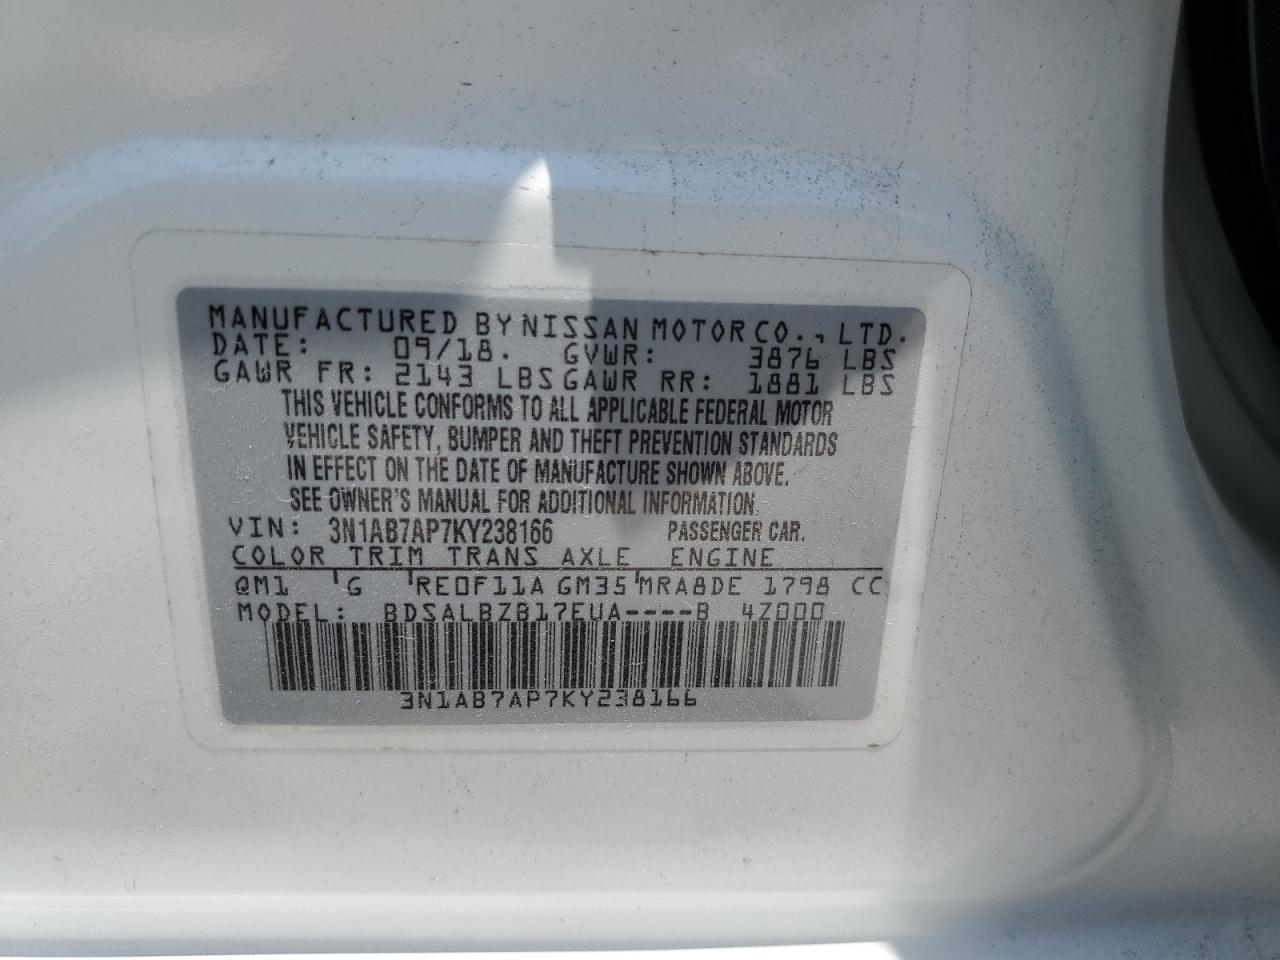 MANUFACTURED BY NISSAN MOTOR CO., LTD.
DATE: 09/18. GVWR: 3876 LBS
GAWR FR: 2143 LBS GAWR RR: 1881 LBS
THIS VEHICLE CONFORMS TO ALL APPLICABLE FEDERAL MOTOR
VEHICLE SAFETY, BUMPER AND THEFT PREVENTION STANDARDS
IN EFFECT ON THE DATE OF MANUFACTURE SHOWN ABOVE.
SEE OWNER'S MANUAL FOR ADDITIONAL INFORMATION.
VIN: 3N1AB7AP7KY238166 PASSENGER CAR.
COLOR TRIM TRANS AXLE ENGINE
QM1 G RE0F11A GM35 MRA8DE 1798 CC
MODEL: BDSALBZB17EUA----B 4Z000
3N1AB7AP7KY238166